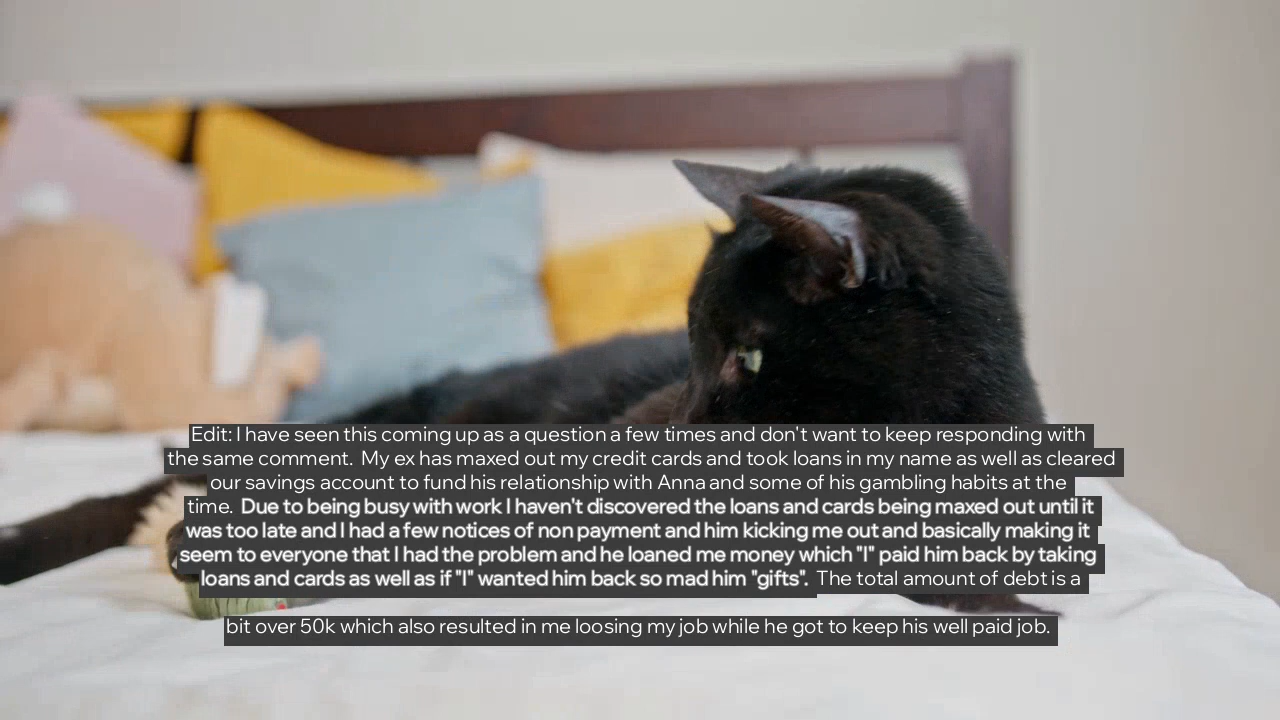 Edit: I have seen this coming up as a question a few times and don't want to keep responding with
the same comment. My ex has maxed out my credit cards and took loans in my name as well as cleared
our savings account to fund his relationship with Anna and some of his gambling habits at the
time. Due to being busy with work I haven't discovered the loans and cards being maxed out until it
was too late and I had a few notices of non payment and him kicking me out and basically making it
seem to everyone that I had the problem and he loaned me money which "I" paid him back by taking
loans and cards as well as if "I" wanted him back so mad him "gifts". The total amount of debt is a
bit over 50k which also resulted in me loosing my job while he got to keep his well paid job.